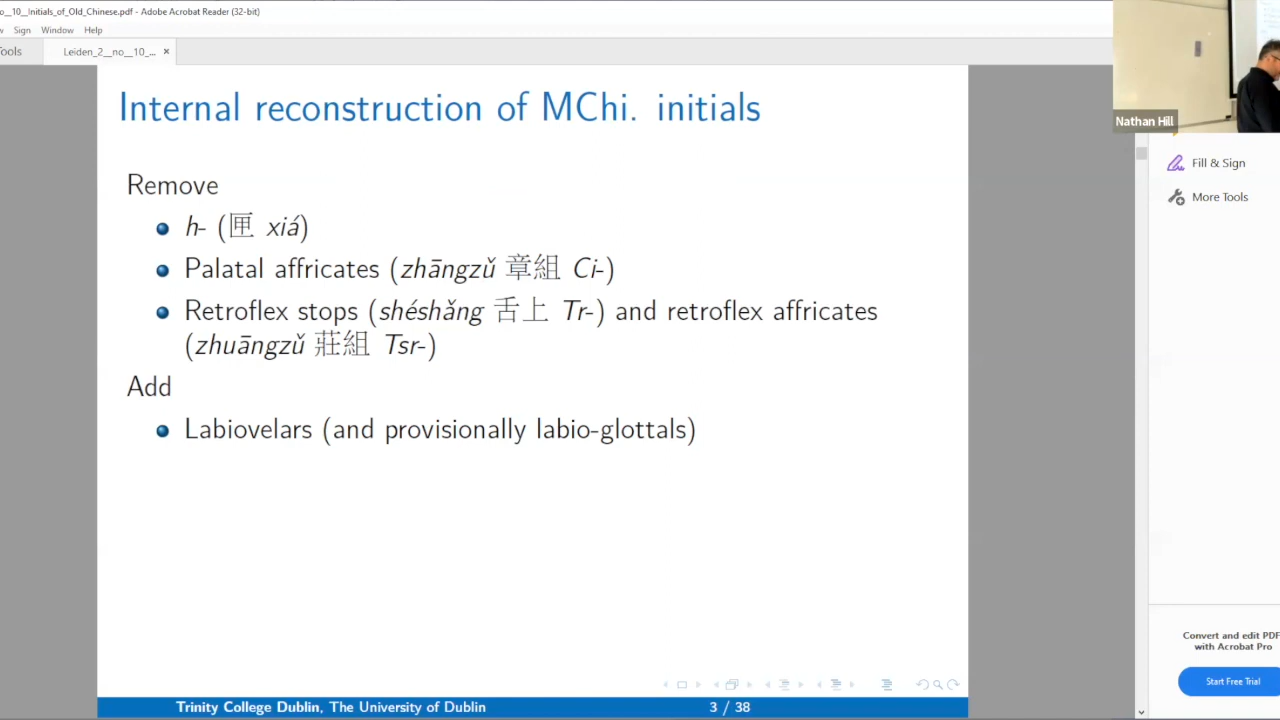 o__10__Initials_of_Old_Chinese.pdf - Adobe Acrobat Reader (32-bit)
Sign Window Help
Tools
Leiden_2__no__10_... ×
Internal reconstruction of MChi. initials
Remove
h- (匣 xiá)
Palatal affricates (zhāngzǔ 章組 Ci-)
Retroflex stops (shéshǎng 舌上 Tr-) and retroflex affricates
(zhuāngzǔ 莊組 Tsr-)
Add
Labiovelars (and provisionally labio-glottals)
Trinity College Dublin, The University of Dublin
3 / 38
Nathan Hill
Fill & Sign
More Tools
Convert and edit PDF
with Acrobat Pro
Start Free Trial